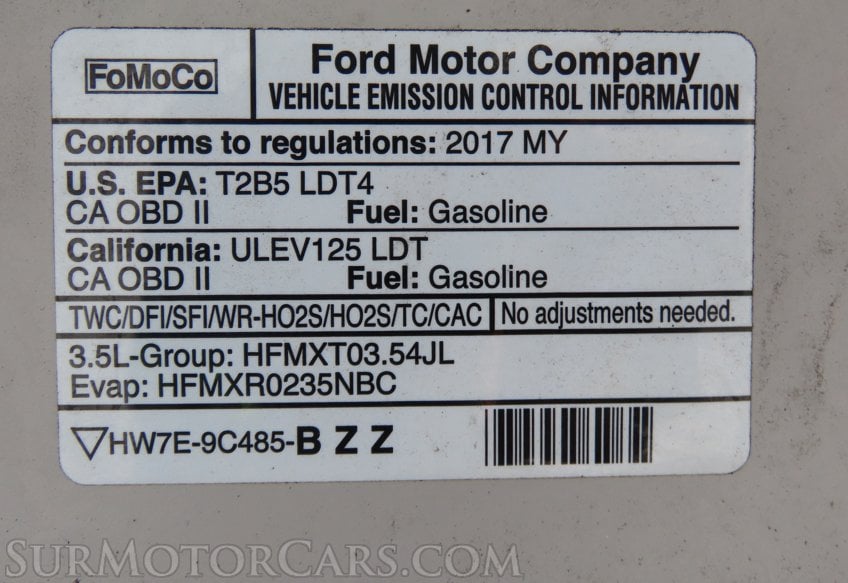 FoMoCo
Ford Motor Company
VEHICLE EMISSION CONTROL INFORMATION
Conforms to regulations: 2017 MY
U.S. EPA: T2B5 LDT4
CA OBD II Fuel: Gasoline
California: ULEV125 LDT
CA OBD II Fuel: Gasoline
TWC/DFI/SFI/WR-HO2S/HO2S/TC/CAC No adjustments needed.
3.5L-Group: HFMXT03.54JL
Evap: HFMXR0235NBC
▽HW7E-9C485-B Z Z
SurMotorCars.com